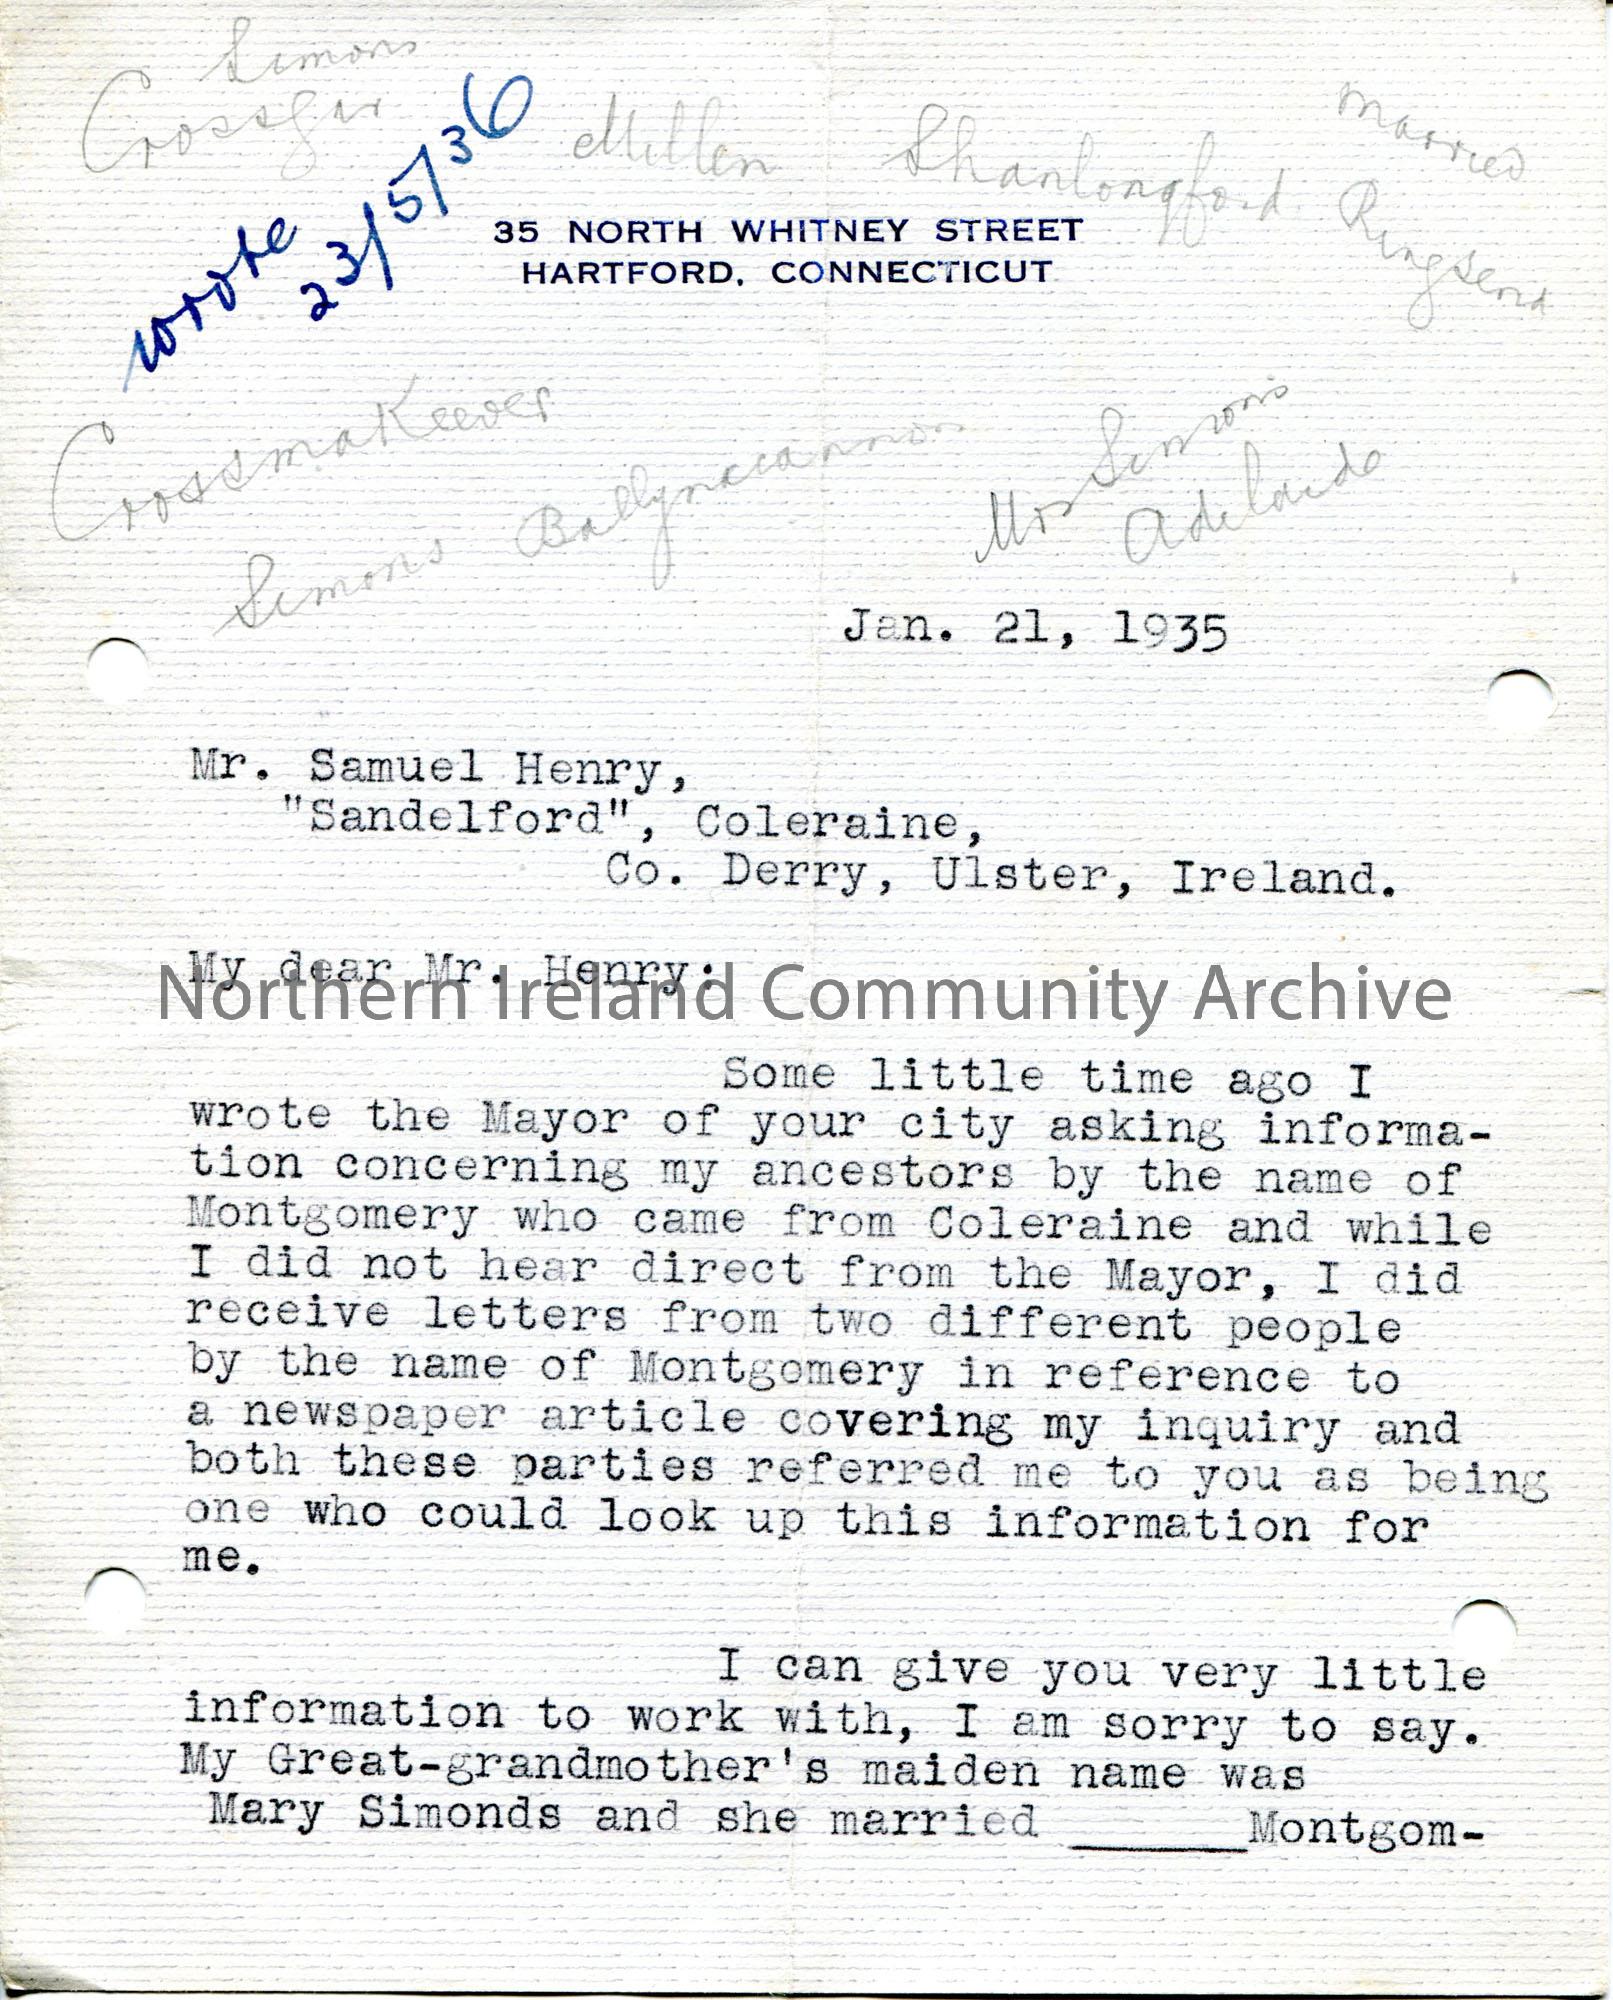 Simons
Crossgar
Millen
Shanlongford
married
Ringsend
wrote
23/5/36
35 NORTH WHITNEY STREET
HARTFORD, CONNECTICUT
Crossmakeever
Simons Ballynacannon
Mrs Simons
Adelaide
Jan. 21, 1935
Mr. Samuel Henry,
"Sandelford", Coleraine,
Co. Derry, Ulster, Ireland.
My dear Mr. Henry:
Northern Ireland Community Archive
Some little time ago I
wrote the Mayor of your city asking informa-
tion concerning my ancestors by the name of
Montgomery who came from Coleraine and while
I did not hear direct from the Mayor, I did
receive letters from two different people
by the name of Montgomery in reference to
a newspaper article covering my inquiry and
both these parties referred me to you as being
one who could look up this information for
me.
I can give you very little
information to work with, I am sorry to say.
My Great-grandmother's maiden name was
Mary Simonds and she married ______Montgom-